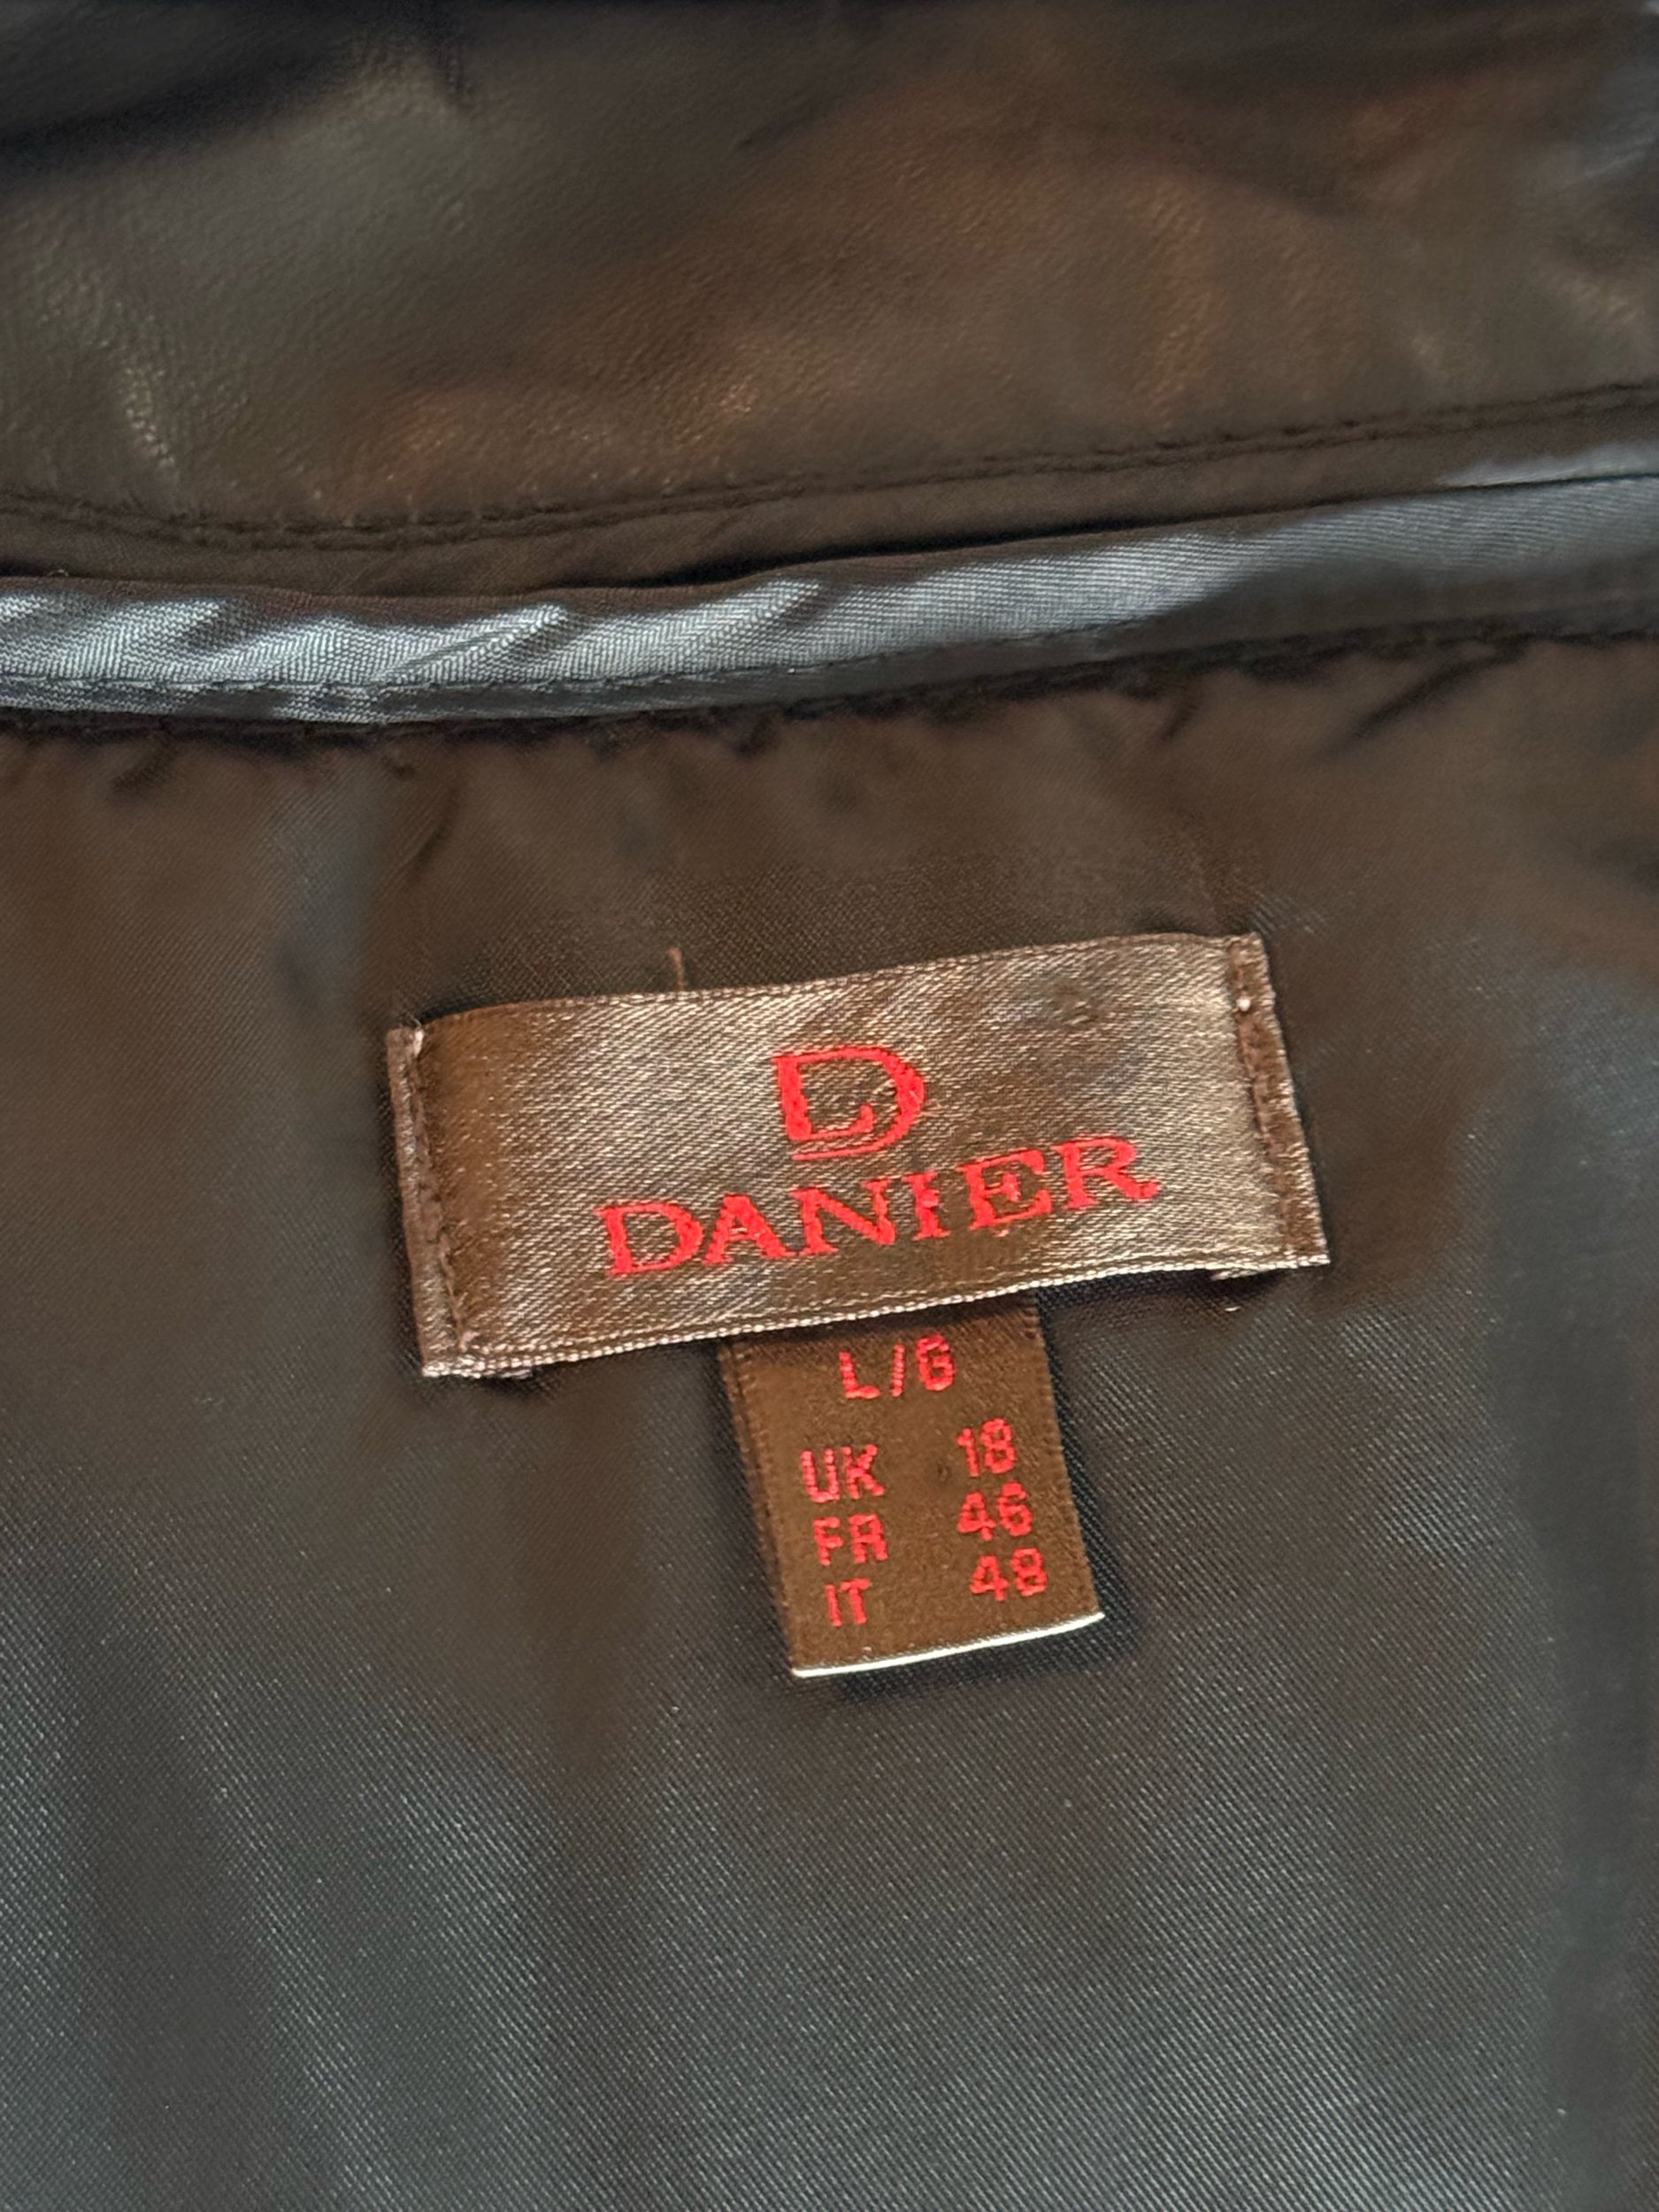 D
DANIER
L/G
UK 18
FR 46
IT 48